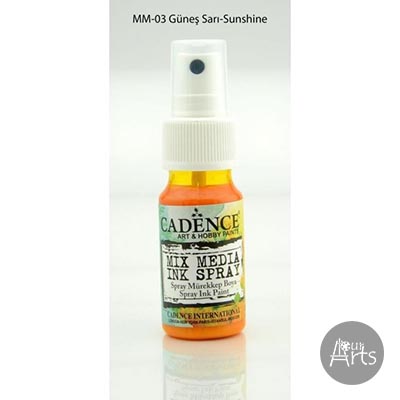 MM-03 Güneş Sarı-Sunshine
CADENCE
ART & HOBBY PAINTS
MIX MEDIA
INK SPRAY
Spray Mürekkep Boya
Spray Ink Paint
CADENCE INTERNATIONAL
Your
Arts